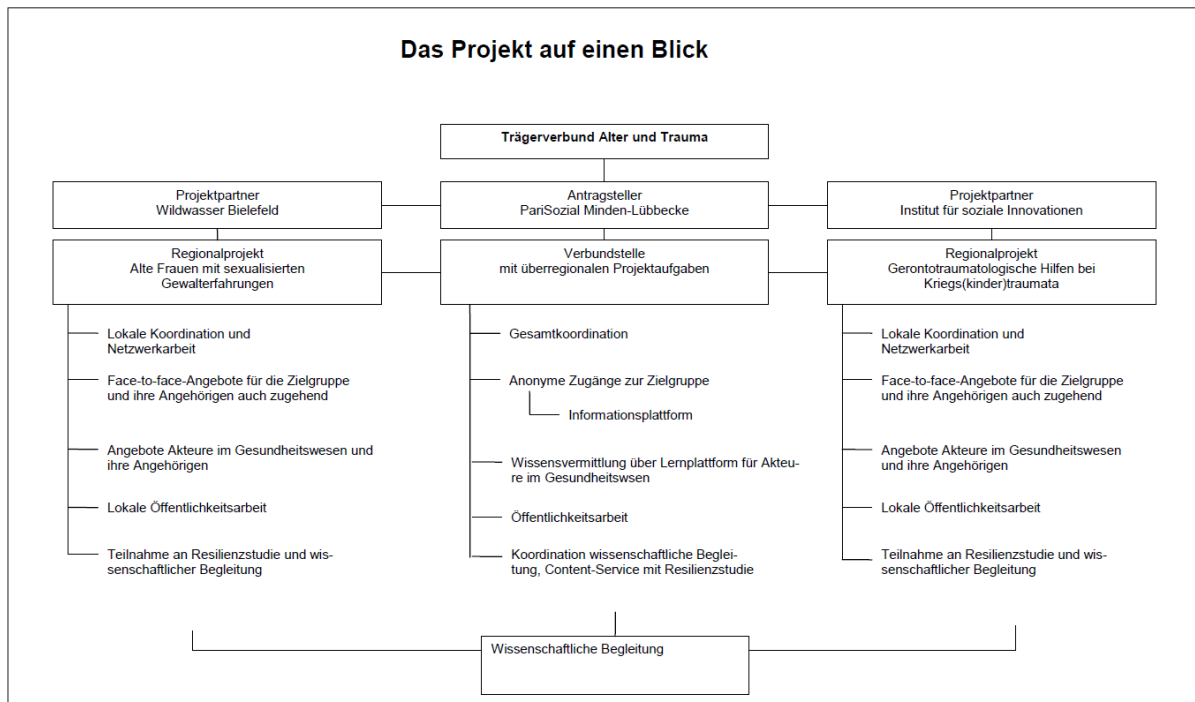 Das Projekt auf einen Blick
Trägerverbund Alter und Trauma
Projektpartner
Wildwasser Bielefeld
Antragsteller
PariSozial Minden-Lübbecke
Projektpartner
Institut für soziale Innovationen
Regionalprojekt
Alte Frauen mit sexualisierten
Gewalterfahrungen
Verbundstelle
mit überregionalen Projektaufgaben
Regionalprojekt
Gerontotraumatologische Hilfen bei
Kriegs(kinder)traumata
Lokale Koordination und
Netzwerkarbeit
Face-to-face-Angebote für die Zielgruppe
und ihre Angehörigen auch zugehend
Angebote Akteure im Gesundheitswesen und
ihre Angehörigen
Lokale Öffentlichkeitsarbeit
Teilnahme an Resilienzstudie und wis-
senschaftlicher Begleitung
Gesamtkoordination
Anonyme Zugänge zur Zielgruppe
Informationsplattform
Wissensvermittlung über Lernplattform für Akteu-
re im Gesundheitswsen
Öffentlichkeitsarbeit
Koordination wissenschaftliche Beglei-
tung, Content-Service mit Resilienzstudie
Lokale Koordination und
Netzwerkarbeit
Face-to-face-Angebote für die Zielgruppe
und ihre Angehörigen auch zugehend
Angebote Akteure im Gesundheitswesen
und ihre Angehörigen
Lokale Öffentlichkeitsarbeit
Teilnahme an Resilienzstudie und wis-
senschaftlicher Begleitung
Wissenschaftliche Begleitung